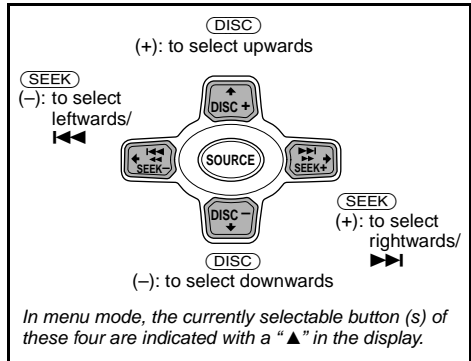 DISC
(+): to select upwards
SEEK
(–): to select
leftwards/
⏮
DISC +
SEEK–
SOURCE
SEEK+
DISC –
SEEK
(+): to select
rightwards/
⏭
DISC
(–): to select downwards
In menu mode, the currently selectable button (s) of
these four are indicated with a “▲” in the display.